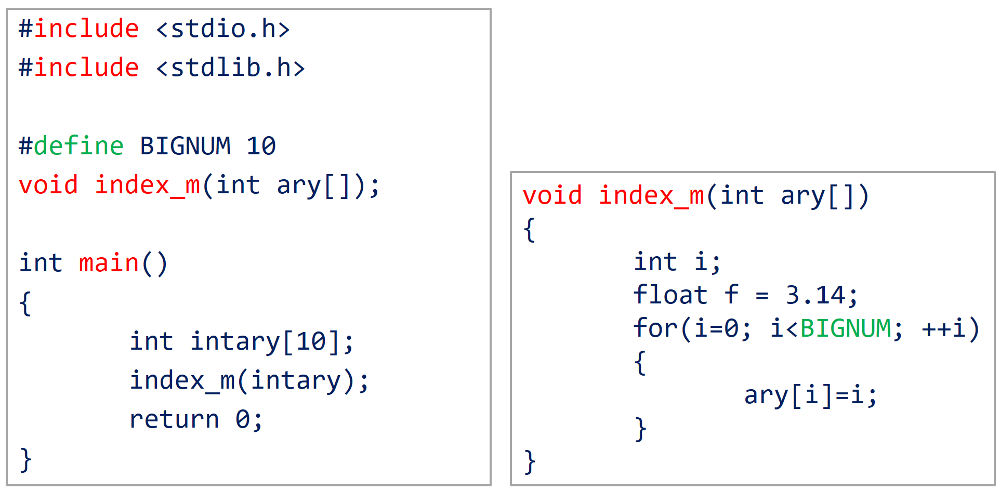 #include <stdio.h>
#include <stdlib.h>
#define BIGNUM 10
void index_m(int ary[]);
int main()
{
int intary[10];
index_m(intary);
return 0;
}
void index_m(int ary[])
{
int i;
float f = 3.14;
for(i=0; i<BIGNUM; ++i)
{
ary[i]=i;
}
}